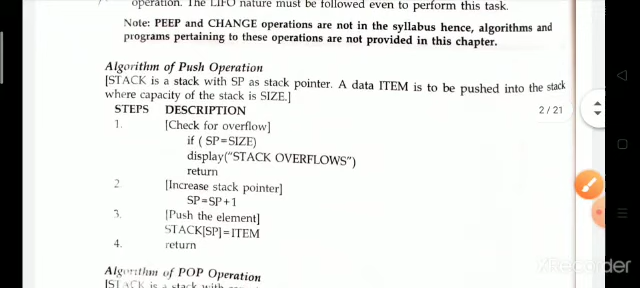 operation. The LIFO nature must be followed even to perform this task.
Note: PEEP and CHANGE operations are not in the syllabus hence, algorithms and
programs pertaining to these operations are not provided in this chapter.
Algorithm of Push Operation
[STACK is a stack with SP as stack pointer. A data ITEM is to be pushed into the stack
where capacity of the stack is SIZE.]
STEPS DESCRIPTION
1. [Check for overflow]
if ( SP=SIZE)
display("STACK OVERFLOWS")
return
2. [Increase stack pointer]
SP=SP+1
3. [Push the element]
STACK[SP]=ITEM
4. return
Algorithm of POP Operation
[STACK is a stack with
2 / 21
XRecorder